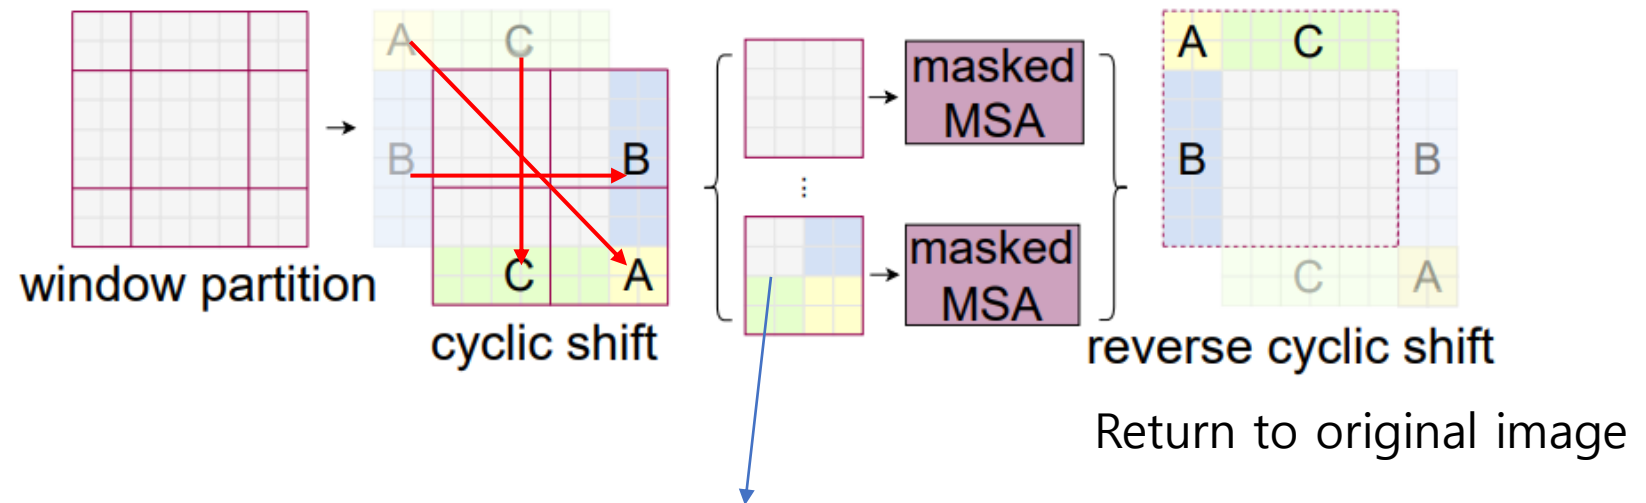 A C
B B
C A
window partition
cyclic shift
masked
MSA
⋮
masked
MSA
A C
B B
C A
reverse cyclic shift
Return to original image